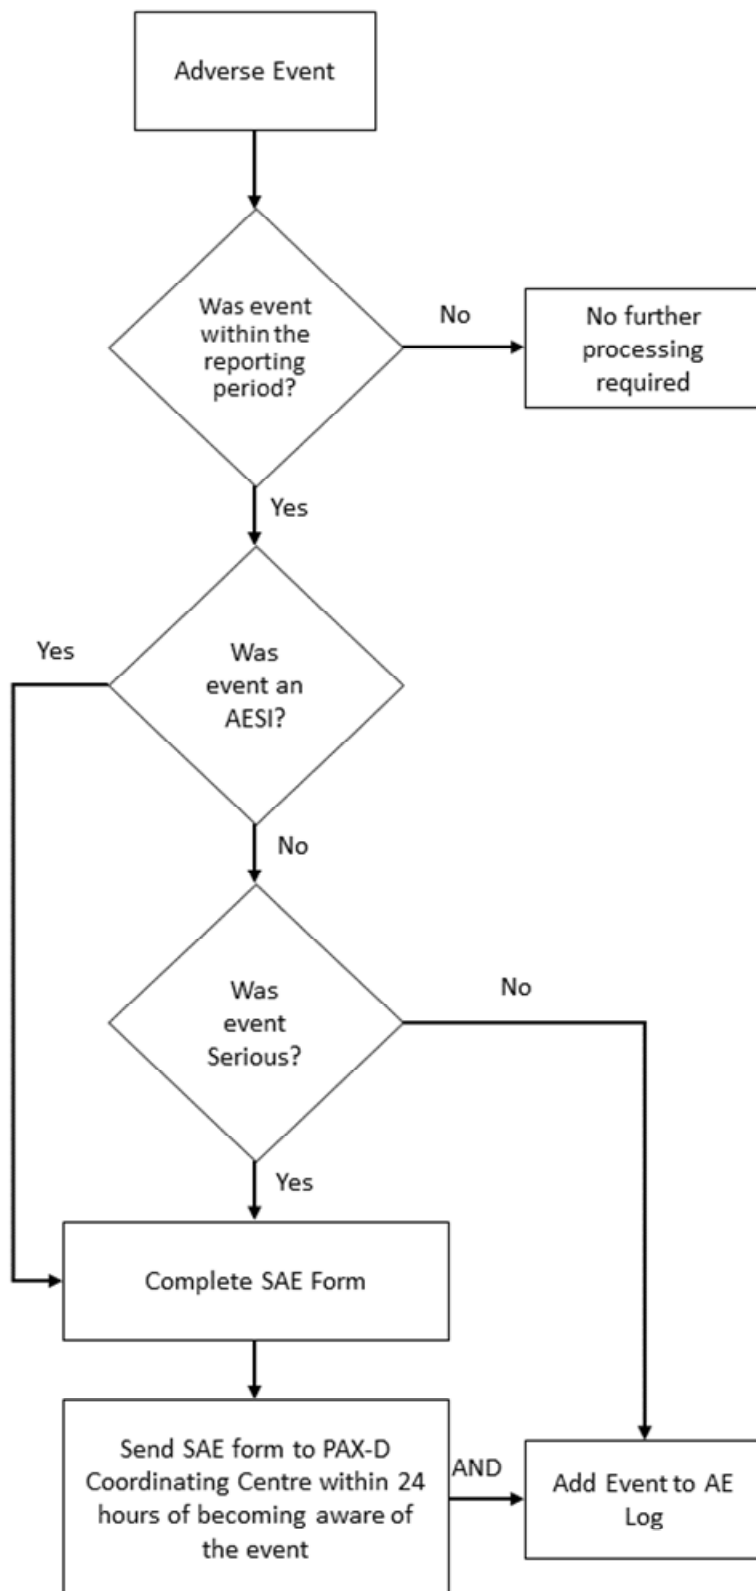 Adverse Event
Was event
within the
reporting
period?
No
No further
processing
required
Yes
Yes
Was
event an
AESI?
No
Was
event
Serious?
No
Yes
Complete SAE Form
Send SAE form to PAX-D
Coordinating Centre within 24
hours of becoming aware of
the event
AND
Add Event to AE
Log